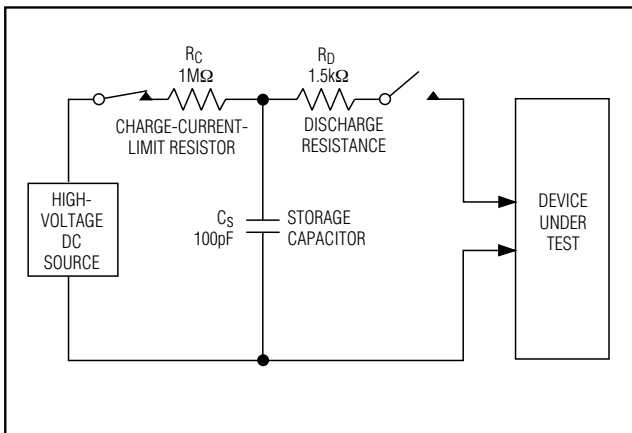 R_C
1MΩ
CHARGE-CURRENT-
LIMIT RESISTOR
R_D
1.5kΩ
DISCHARGE
RESISTANCE
HIGH-
VOLTAGE
DC
SOURCE
C_S
100pF
STORAGE
CAPACITOR
DEVICE
UNDER
TEST